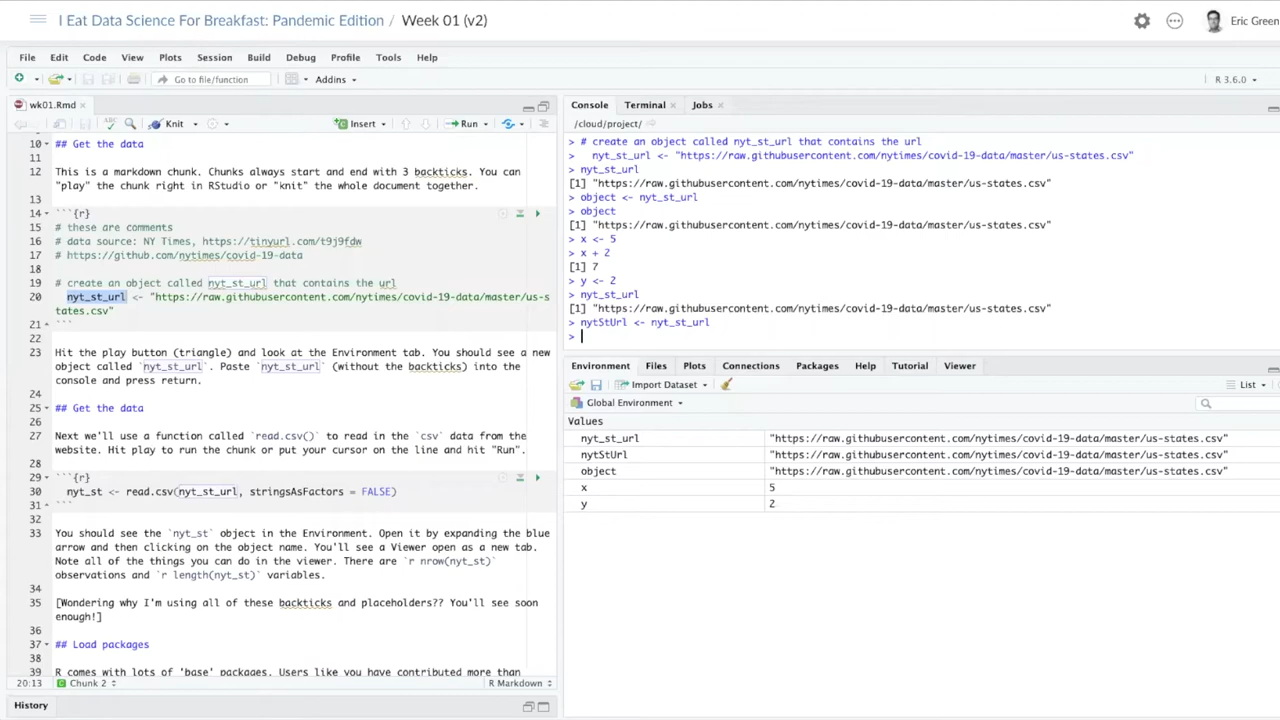 I Eat Data Science For Breakfast: Pandemic Edition / Week 01 (v2)
Eric Green
File Edit Code View Plots Session Build Debug Profile Tools Help
Go to file/function
Addins
R 3.6.0
wk01.Rmd
ABC
Knit
Insert
Run
10 ## Get the data
11
12 This is a markdown chunk. Chunks always start and end with 3 backticks. You can
"play" the chunk right in RStudio or "knit" the whole document together.
13
14 ```{r}
15 # these are comments
16 # data source: NY Times, https://tinyurl.com/t9j9fdw
17 # https://github.com/nytimes/covid-19-data
18
19 # create an object called nyt_st_url that contains the url
20 nyt_st_url <- "https://raw.githubusercontent.com/nytimes/covid-19-data/master/us-s
tates.csv"
21 ```
22
23 Hit the play button (triangle) and look at the Environment tab. You should see a new
object called `nyt_st_url`. Paste `nyt_st_url` (without the backticks) into the
console and press return.
24
25 ## Get the data
26
27 Next we'll use a function called `read.csv()` to read in the `csv` data from the
website. Hit play to run the chunk or put your cursor on the line and hit "Run".
28
29 ```{r}
30 nyt_st <- read.csv(nyt_st_url, stringsAsFactors = FALSE)
31 ```
32
33 You should see the `nyt_st` object in the Environment. Open it by expanding the blue
arrow and then clicking on the object name. You'll see a Viewer open as a new tab.
Note all of the things you can do in the viewer. There are `r nrow(nyt_st)`
observations and `r length(nyt_st)` variables.
34
35 [Wondering why I'm using all of these backticks and placeholders?? You'll see soon
enough!]
36
37 ## Load packages
38
39 R comes with lots of 'base' packages. Users like you have contributed more than
20:13 Chunk 2 R Markdown
History
Console Terminal Jobs
/cloud/project/
> # create an object called nyt_st_url that contains the url
> nyt_st_url <- "https://raw.githubusercontent.com/nytimes/covid-19-data/master/us-states.csv"
> nyt_st_url
[1] "https://raw.githubusercontent.com/nytimes/covid-19-data/master/us-states.csv"
> object <- nyt_st_url
> object
[1] "https://raw.githubusercontent.com/nytimes/covid-19-data/master/us-states.csv"
> x <- 5
> x + 2
[1] 7
> y <- 2
> nyt_st_url
[1] "https://raw.githubusercontent.com/nytimes/covid-19-data/master/us-states.csv"
> nytStUrl <- nyt_st_url
>
Environment Files Plots Connections Packages Help Tutorial Viewer
Import Dataset
List
Global Environment
Values
nyt_st_url "https://raw.githubusercontent.com/nytimes/covid-19-data/master/us-states.csv"
nytStUrl "https://raw.githubusercontent.com/nytimes/covid-19-data/master/us-states.csv"
object "https://raw.githubusercontent.com/nytimes/covid-19-data/master/us-states.csv"
x 5
y 2